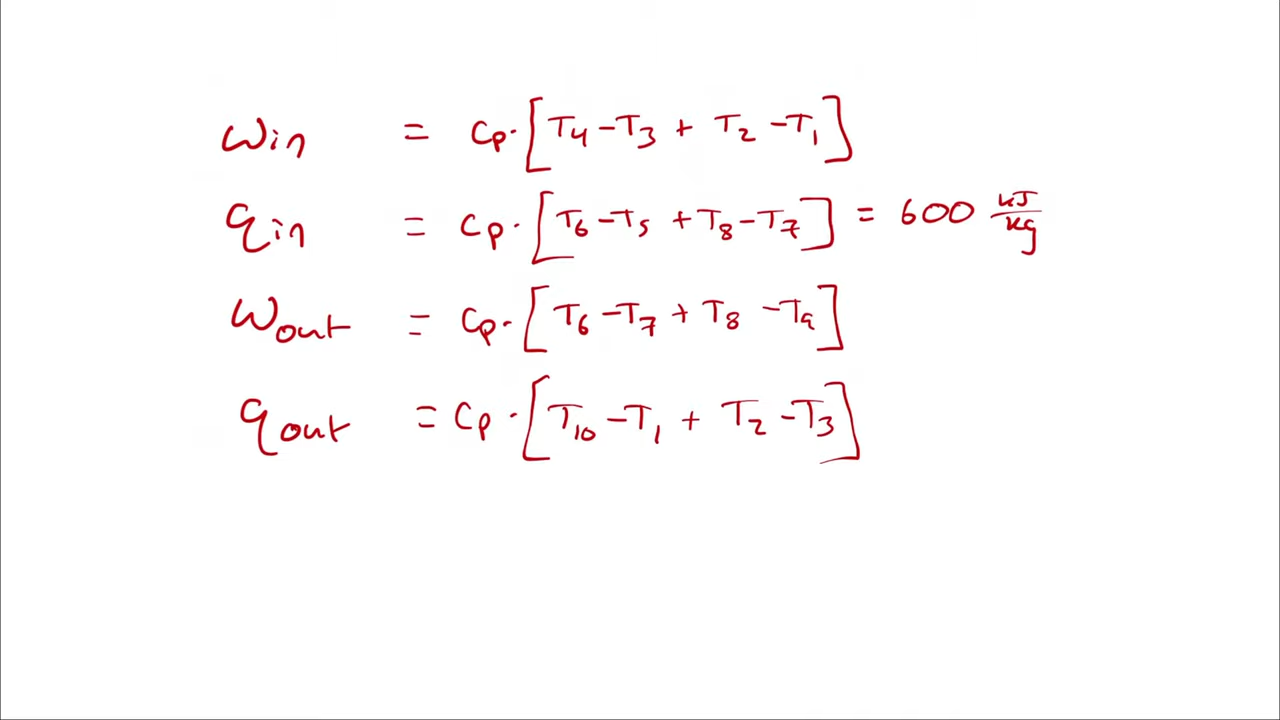 Win = Cp·[T4 - T3 + T2 - T1]
qin = Cp·[T6 - T5 + T8 - T7] = 600 kJ/kg
Wout = Cp·[T6 - T7 + T8 - T9]
qout = Cp·[T10 - T1 + T2 - T3]